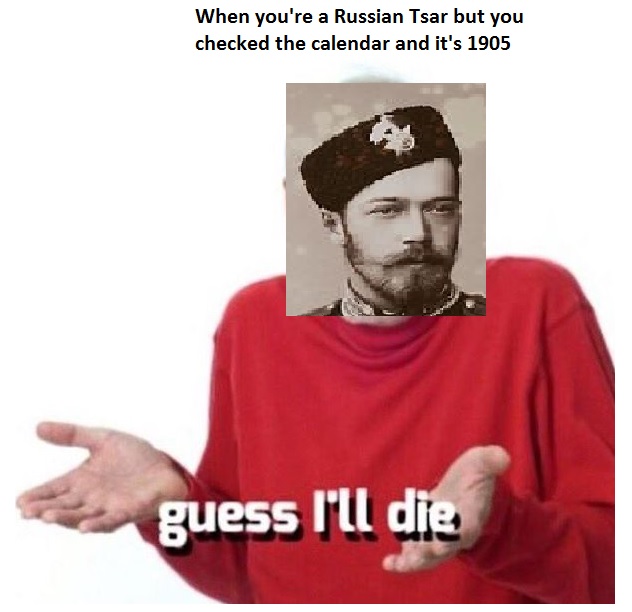 When you're a Russian Tsar but you
checked the calendar and it's 1905
guess I'll die